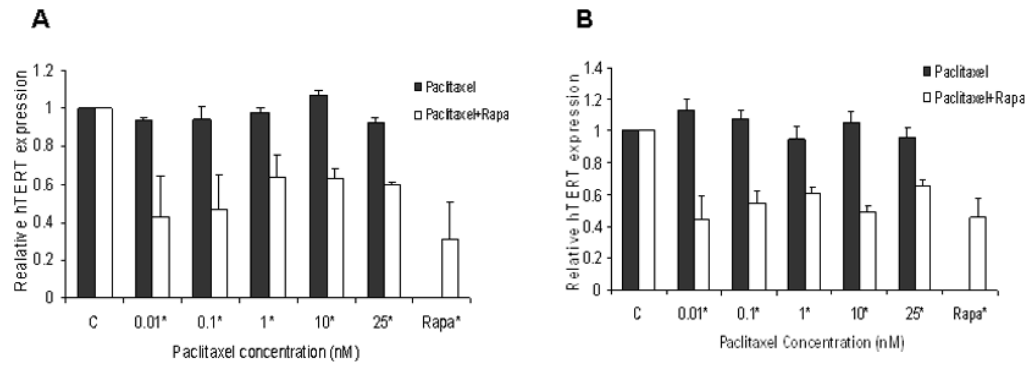 A
Realative hTERT expression
1.2
1
0.8
0.6
0.4
0.2
0
Paclitaxel
Paclitaxel+Rapa
C 0.01* 0.1* 1* 10* 25* Rapa*
Paclitaxel concentration (nM)
B
Relative hTERT expression
1.4
1.2
1
0.8
0.6
0.4
0.2
0
Paclitaxel
Paclitaxel+Rapa
C 0.01* 0.1* 1* 10* 25* Rapa*
Paclitaxel Concentration (nM)